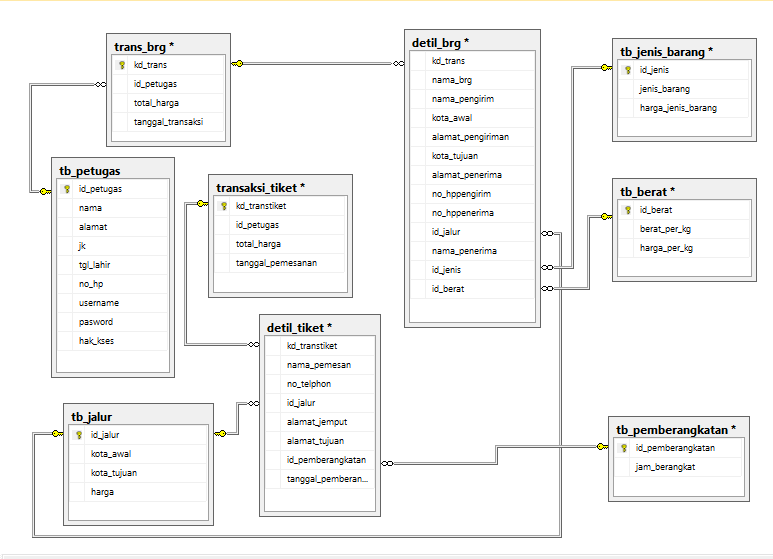 trans_brg *
kd_trans
id_petugas
total_harga
tanggal_transaksi
detil_brg *
kd_trans
nama_brg
nama_pengirim
kota_awal
alamat_pengiriman
kota_tujuan
alamat_penerima
no_hppengirim
no_hppenerima
id_jalur
nama_penerima
id_jenis
id_berat
tb_jenis_barang *
id_jenis
jenis_barang
harga_jenis_barang
tb_petugas
id_petugas
nama
alamat
jk
tgl_lahir
no_hp
username
pasword
hak_kses
transaksi_tiket *
kd_transtiket
id_petugas
total_harga
tanggal_pemesanan
tb_berat *
id_berat
berat_per_kg
harga_per_kg
detil_tiket *
kd_transtiket
nama_pemesan
no_telphon
id_jalur
alamat_jemput
alamat_tujuan
id_pemberangkatan
tanggal_pemberan...
tb_jalur
id_jalur
kota_awal
kota_tujuan
harga
tb_pemberangkatan *
id_pemberangkatan
jam_berangkat